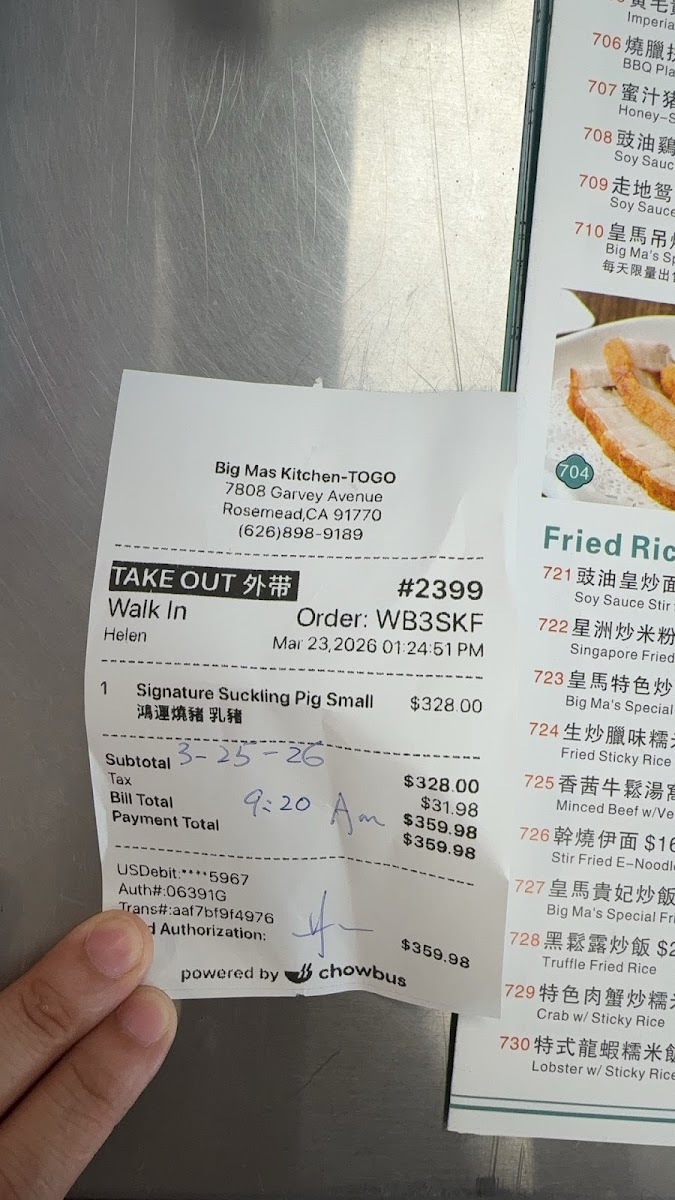 Big Mas Kitchen-TOGO
7808 Garvey Avenue
Rosemead,CA 91770
(626)898-9189
TAKE OUT 外带 #2399
Walk In Order: WB3SKF
Helen Mar 23,2026 01:24:51 PM
1 Signature Suckling Pig Small $328.00
鴻運燒豬 乳豬
3-25-26
Subtotal $328.00
Tax $31.98
9:20 Am
Bill Total $359.98
Payment Total $359.98
USDebit:****5967
Auth#:06391G
Trans#:aaf7bf9f4976
Authorization: $359.98
powered by chowbus
Imperia
706 燒臘
BBQ Pla
707 蜜汁
Honey-S
708 豉油鷄
Soy Sauc
709 走地
Soy Sauce
710 皇馬吊
Big Ma's Sp
每天限量出
704
Fried Ric
721 豉油皇炒面
Soy Sauce Stir
722 星洲炒米粉
Singapore Fried
723 皇馬特色炒
Big Ma's Special
724 生炒臘味糯
Fried Sticky Rice
725 香茜牛鬆湯
Minced Beef w/Ve
726 幹燒伊面 $16
Stir Fried E-Noodle
727 皇馬貴妃炒飯
Big Ma's Special Fri
728 黑鬆露炒飯 $2
Truffle Fried Rice
729 特色肉蟹炒糯
Crab w/ Sticky Rice
730 特式龍蝦糯米飯
Lobster w/ Sticky Rice